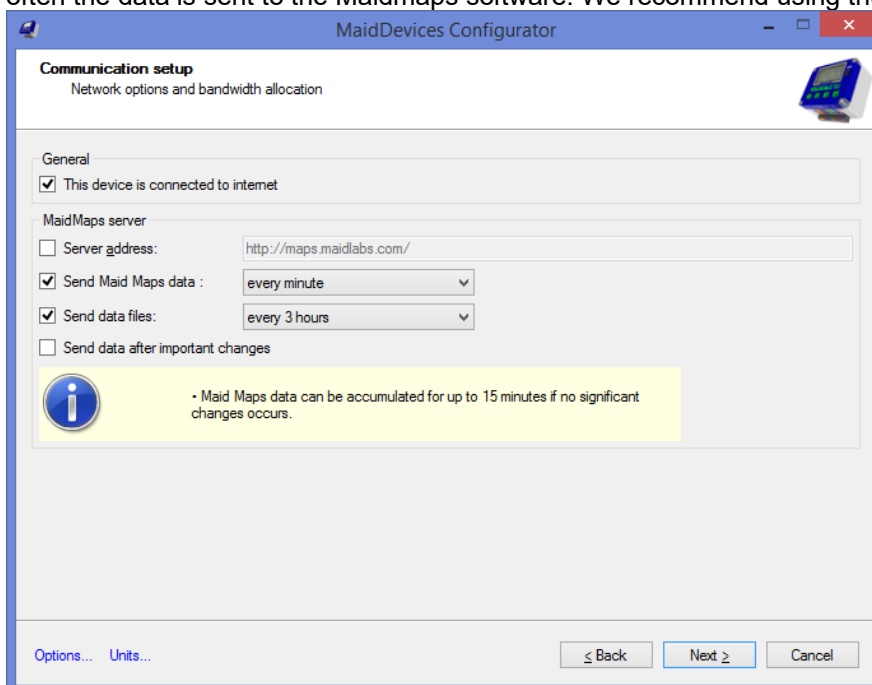 often the data is sent to the Maidmaps software. We recommend using the
MaidDevices Configurator
Communication setup
Network options and bandwidth allocation
General
This device is connected to internet
MaidMaps server
Server address: http://maps.maidlabs.com/
Send Maid Maps data : every minute
Send data files: every 3 hours
Send data after important changes
• Maid Maps data can be accumulated for up to 15 minutes if no significant
changes occurs.
Options... Units... < Back Next > Cancel